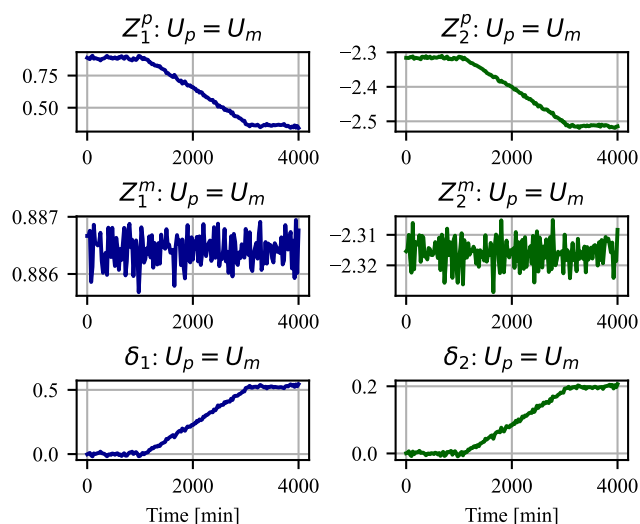 Z₁ᵖ: Uₚ = Uₘ
Z₂ᵖ: Uₚ = Uₘ
0.75
0.50
0 2000 4000
−2.3
−2.4
−2.5
0 2000 4000
Z₁ᵐ: Uₚ = Uₘ
Z₂ᵐ: Uₚ = Uₘ
0.887
0.886
0 2000 4000
−2.31
−2.32
0 2000 4000
δ₁: Uₚ = Uₘ
δ₂: Uₚ = Uₘ
0.5
0.0
0 2000 4000
Time [min]
0.2
0.0
0 2000 4000
Time [min]